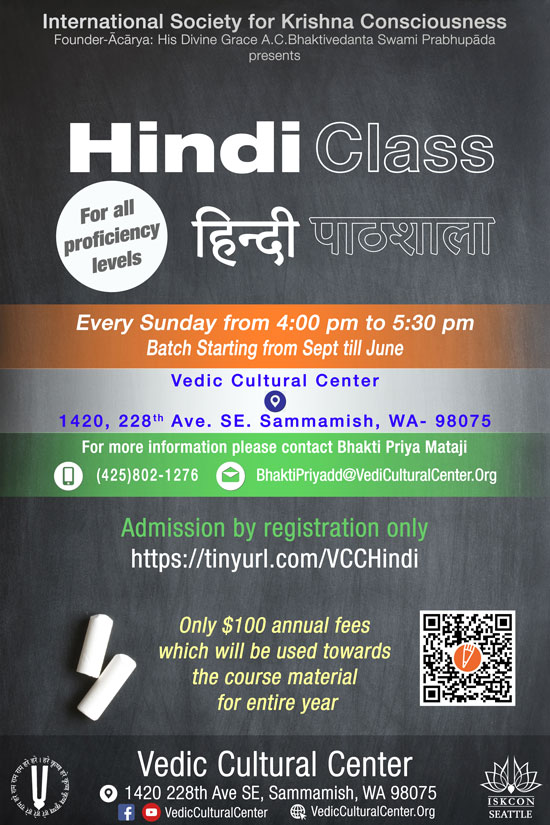 International Society for Krishna Consciousness
Founder-Ācārya: His Divine Grace A.C.Bhaktivedanta Swami Prabhupāda
presents
Hindi Class
For all
proficiency
levels
हिन्दी पाठशाला
Every Sunday from 4:00 pm to 5:30 pm
Batch Starting from Sept till June
Vedic Cultural Center
1420, 228th Ave. SE. Sammamish, WA- 98075
For more information please contact Bhakti Priya Mataji
(425)802-1276 BhaktiPriyadd@VediCulturalCenter.Org
Admission by registration only
https://tinyurl.com/VCCHindi
Only $100 annual fees
which will be used towards
the course material
for entire year
Vedic Cultural Center
1420 228th Ave SE, Sammamish, WA 98075
VedicCulturalCenter VedicCulturalCenter.Org
ISKCON
SEATTLE